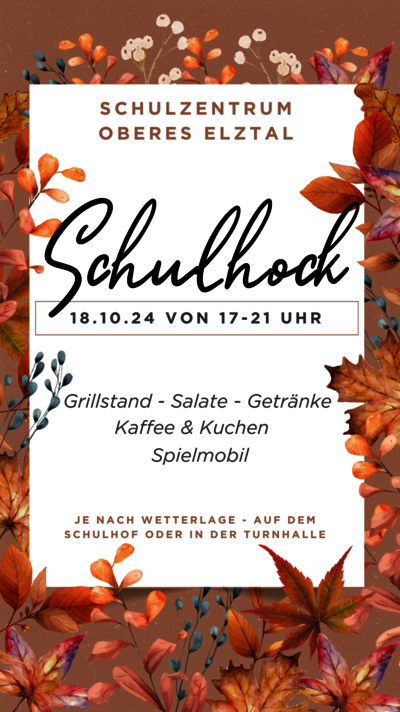 SCHULZENTRUM
OBERES ELZTAL
Schulhock
18.10.24 VON 17-21 UHR
Grillstand - Salate - Getränke
Kaffee & Kuchen
Spielmobil
JE NACH WETTERLAGE - AUF DEM
SCHULHOF ODER IN DER TURNHALLE